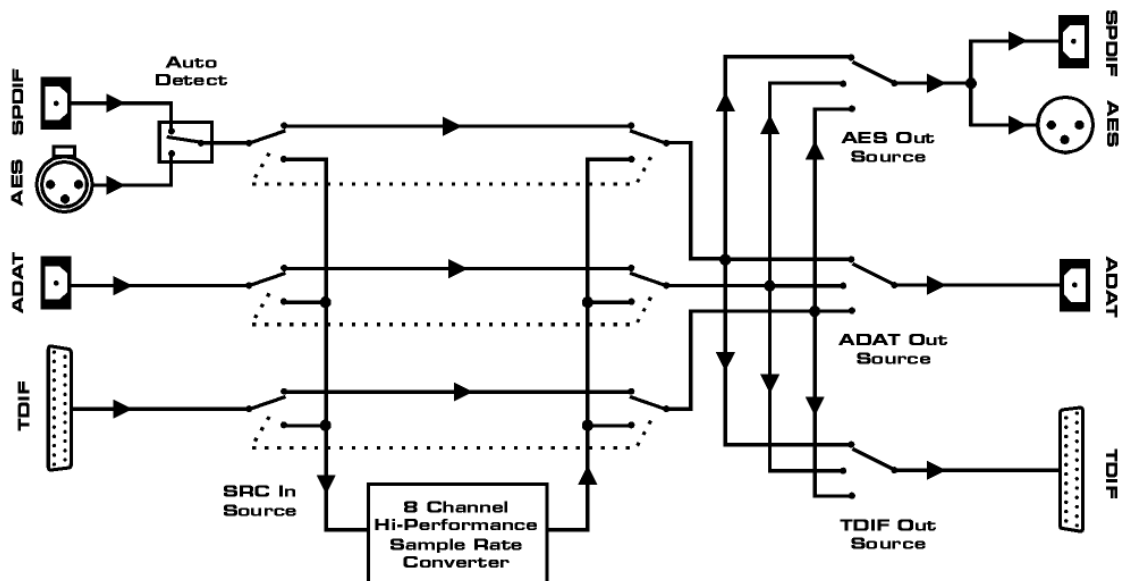 SPDIF
AES
ADAT
TDIF
Auto
Detect
SRC In
Source
8 Channel
Hi-Performance
Sample Rate
Converter
AES Out
Source
ADAT Out
Source
TDIF Out
Source
SPDIF
AES
ADAT
TDIF